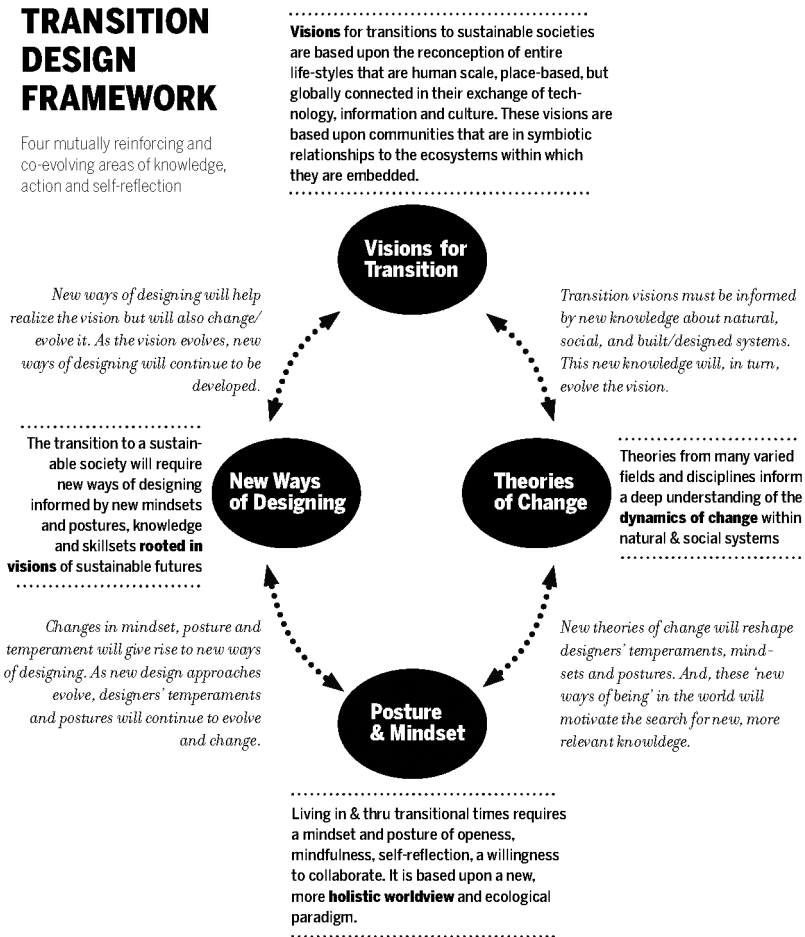 TRANSITION
DESIGN
FRAMEWORK
Four mutually reinforcing and
co-evolving areas of knowledge,
action and self-reflection
Visions for transitions to sustainable societies
are based upon the reconception of entire
life-styles that are human scale, place-based, but
globally connected in their exchange of tech-
nology, information and culture. These visions are
based upon communities that are in symbiotic
relationships to the ecosystems within which
they are embedded.
Visions for
Transition
New ways of designing will help
realize the vision but will also change/
evolve it. As the vision evolves, new
ways of designing will continue to be
developed.
Transition visions must be informed
by new knowledge about natural,
social, and built/designed systems.
This new knowledge will, in turn,
evolve the vision.
The transition to a sustain-
able society will require
new ways of designing
informed by new mindsets
and postures, knowledge
and skillsets rooted in
visions of sustainable futures
New Ways
of Designing
Theories
of Change
Theories from many varied
fields and disciplines inform
a deep understanding of the
dynamics of change within
natural & social systems
Changes in mindset, posture and
temperament will give rise to new ways
of designing. As new design approaches
evolve, designers' temperaments
and postures will continue to evolve
and change.
New theories of change will reshape
designers' temperaments, mind-
sets and postures. And, these 'new
ways of being' in the world will
motivate the search for new, more
relevant knowldege.
Posture
& Mindset
Living in & thru transitional times requires
a mindset and posture of openess,
mindfulness, self-reflection, a willingness
to collaborate. It is based upon a new,
more holistic worldview and ecological
paradigm.